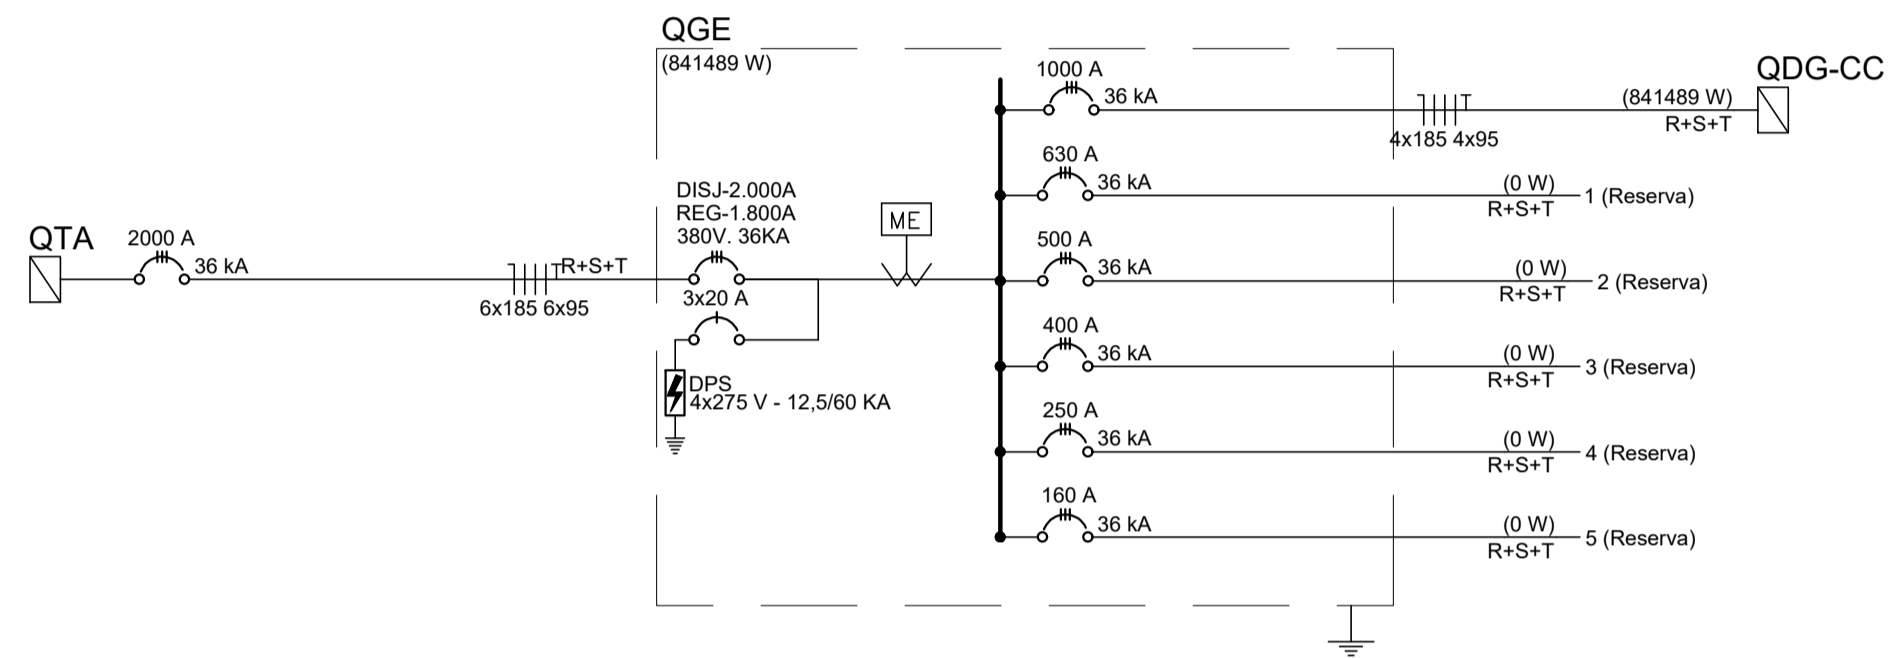 QGE
(841489 W)
QTA
2000 A
36 kA
R+S+T
6x185 6x95
DISJ-2.000A
REG-1.800A
380V. 36KA
3x20 A
DPS
4x275 V - 12,5/60 KA
ME
1000 A
36 kA
4x185 4x95
(841489 W)
R+S+T
QDG-CC
630 A
36 kA
(0 W)
R+S+T
1 (Reserva)
500 A
36 kA
(0 W)
R+S+T
2 (Reserva)
400 A
36 kA
(0 W)
R+S+T
3 (Reserva)
250 A
36 kA
(0 W)
R+S+T
4 (Reserva)
160 A
36 kA
(0 W)
R+S+T
5 (Reserva)